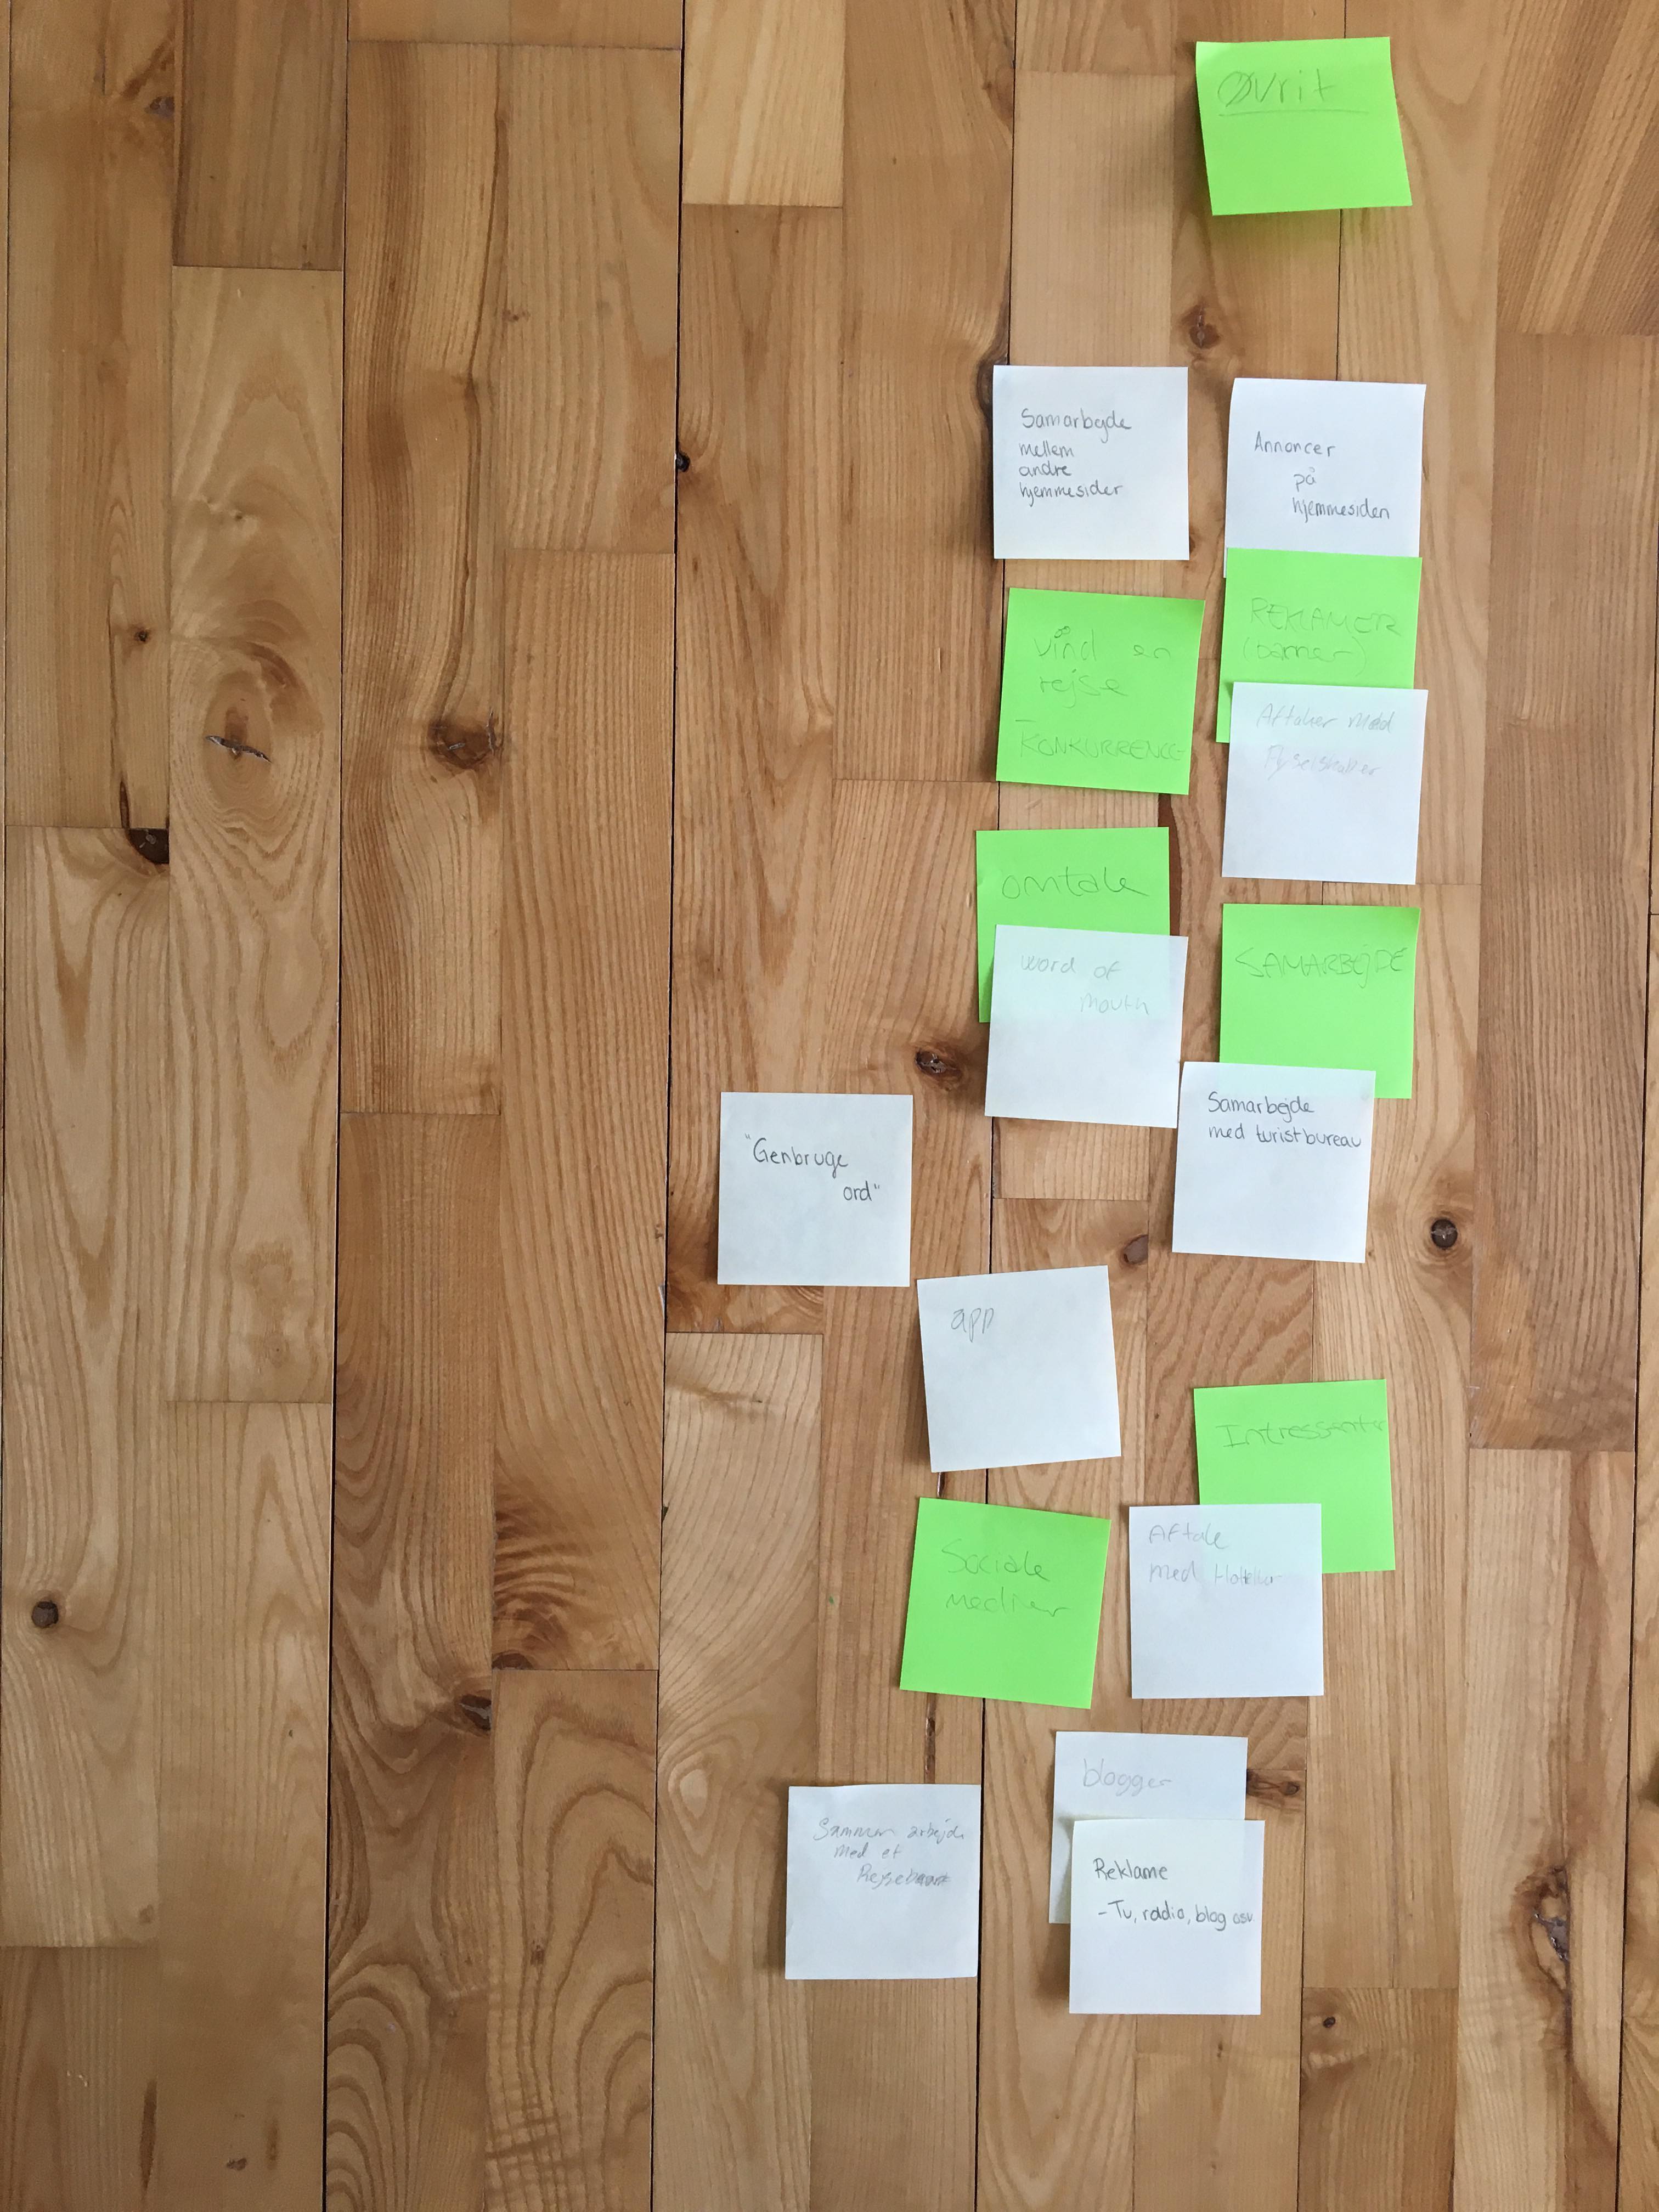 Øvrit
Samarbejde
mellem
andre
hjemmesider
Annoncer
på
hjemmesiden
Vind en
rejse
-
KONKURRENCE
REKLAMER
(banner)
Aftaler med
Flyselskaber
omtale
word of
mouth
SAMARBEJDE
Samarbejde
med turistbureau
"Genbruge
ord"
app
Intressenter
Aftale
med Hoteller
Sociale
medier
blogger
Reklame
-Tv, radio, blog osv.
Sammen arbejde
med et